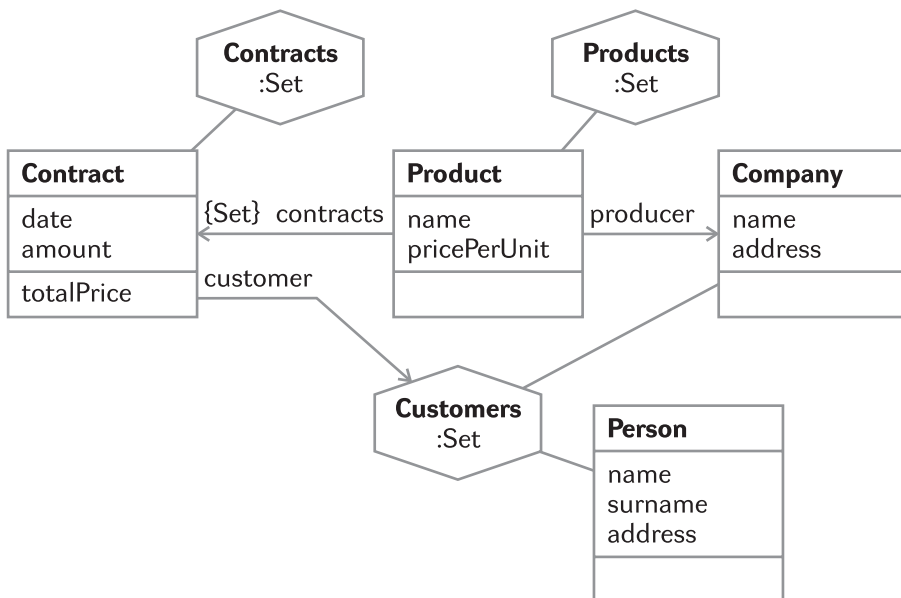 Contracts
:Set
Products
:Set
Contract
date
amount
totalPrice
{Set} contracts
Product
name
pricePerUnit
producer
Company
name
address
customer
Customers
:Set
Person
name
surname
address